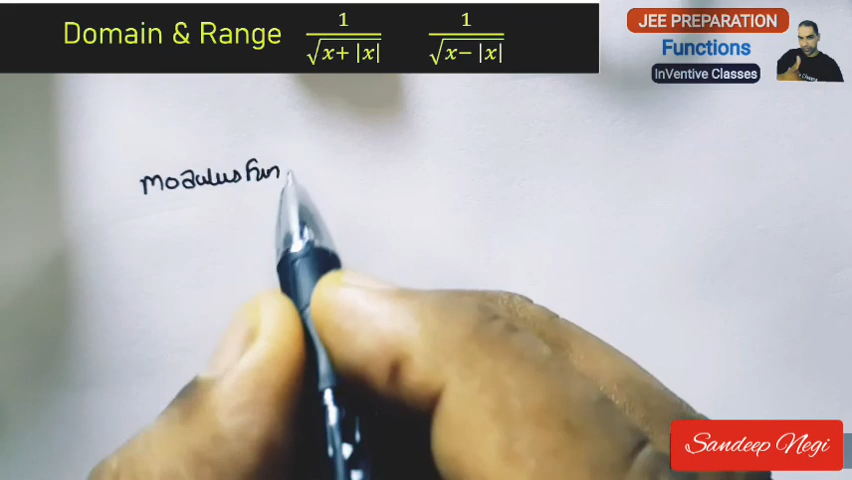 Domain & Range 1/√(x+ |x|) 1/√(x− |x|)
JEE PREPARATION
Functions
InVentive Classes
modulus fun
Sandeep Negi